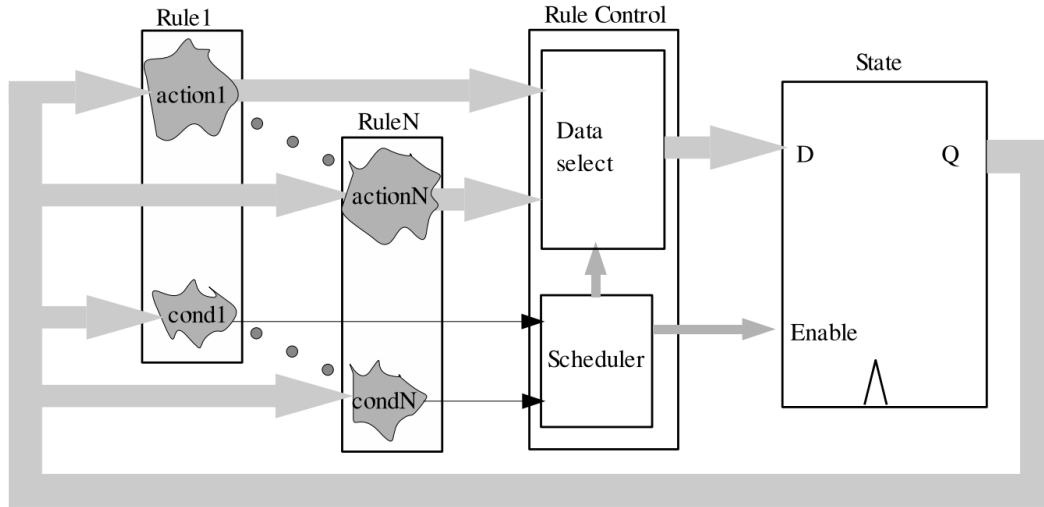 Rule1
Rule Control
State
action1
RuleN
Data
select
D
Q
actionN
cond1
Enable
Scheduler
condN